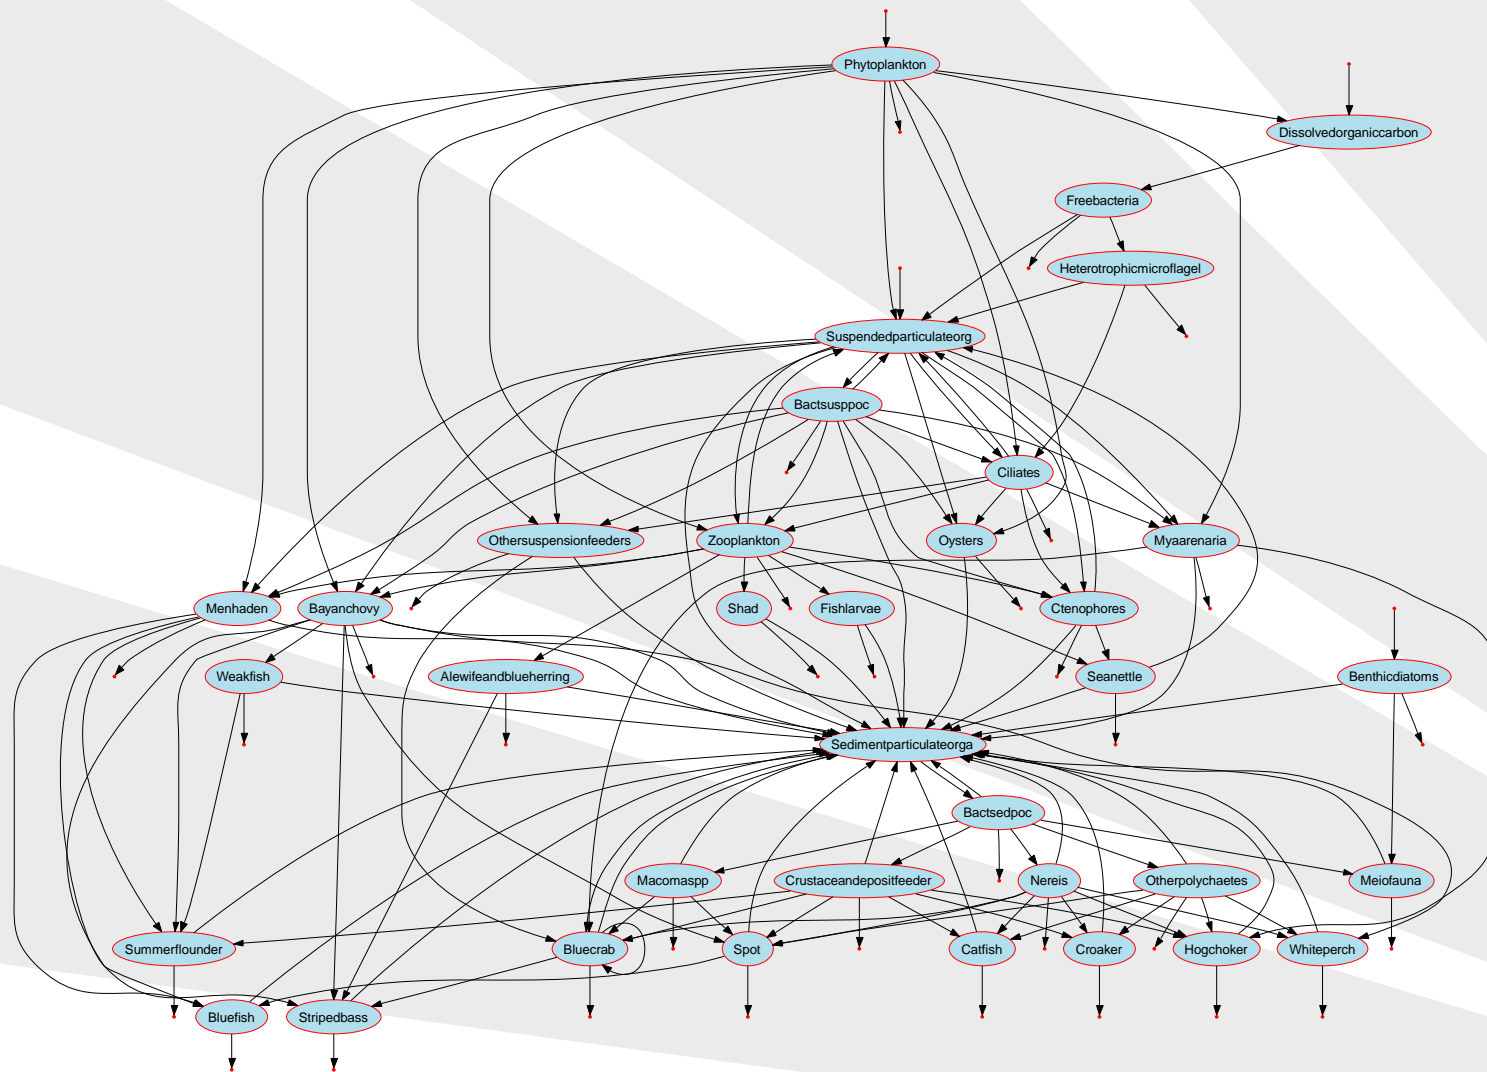 Phytoplankton
Dissolvedorganiccarbon
Freebacteria
Heterotrophicmicroflagel
Suspendedparticulateorg
Bactsusppoc
Ciliates
Othersuspensionfeeders
Zooplankton
Oysters
Myaarenaria
Menhaden
Bayanchovy
Shad
Fishlarvae
Ctenophores
Weakfish
Alewifeandblueherring
Seanettle
Benthicdiatoms
Sedimentparticulateorga
Bactsedpoc
Macomaspp
Crustaceandepositfeeder
Nereis
Otherpolychaetes
Meiofauna
Summerflounder
Bluecrab
Spot
Catfish
Croaker
Hogchoker
Whiteperch
Bluefish
Stripedbass